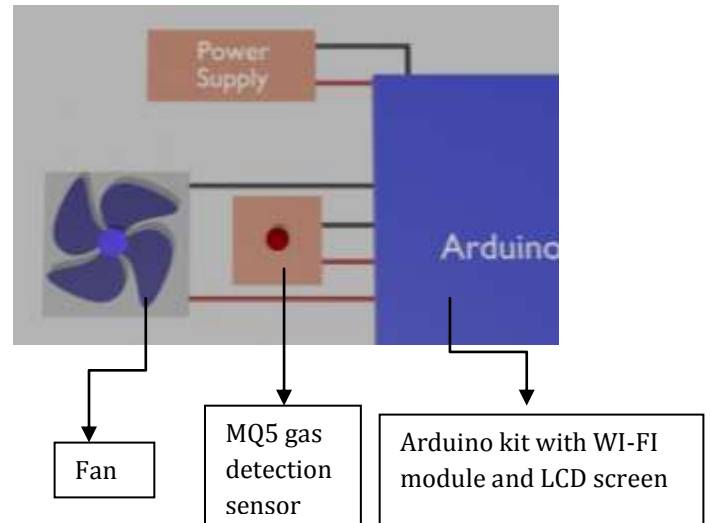 Power
Supply
Arduino
Fan
MQ5 gas
detection
sensor
Arduino kit with WI-FI
module and LCD screen